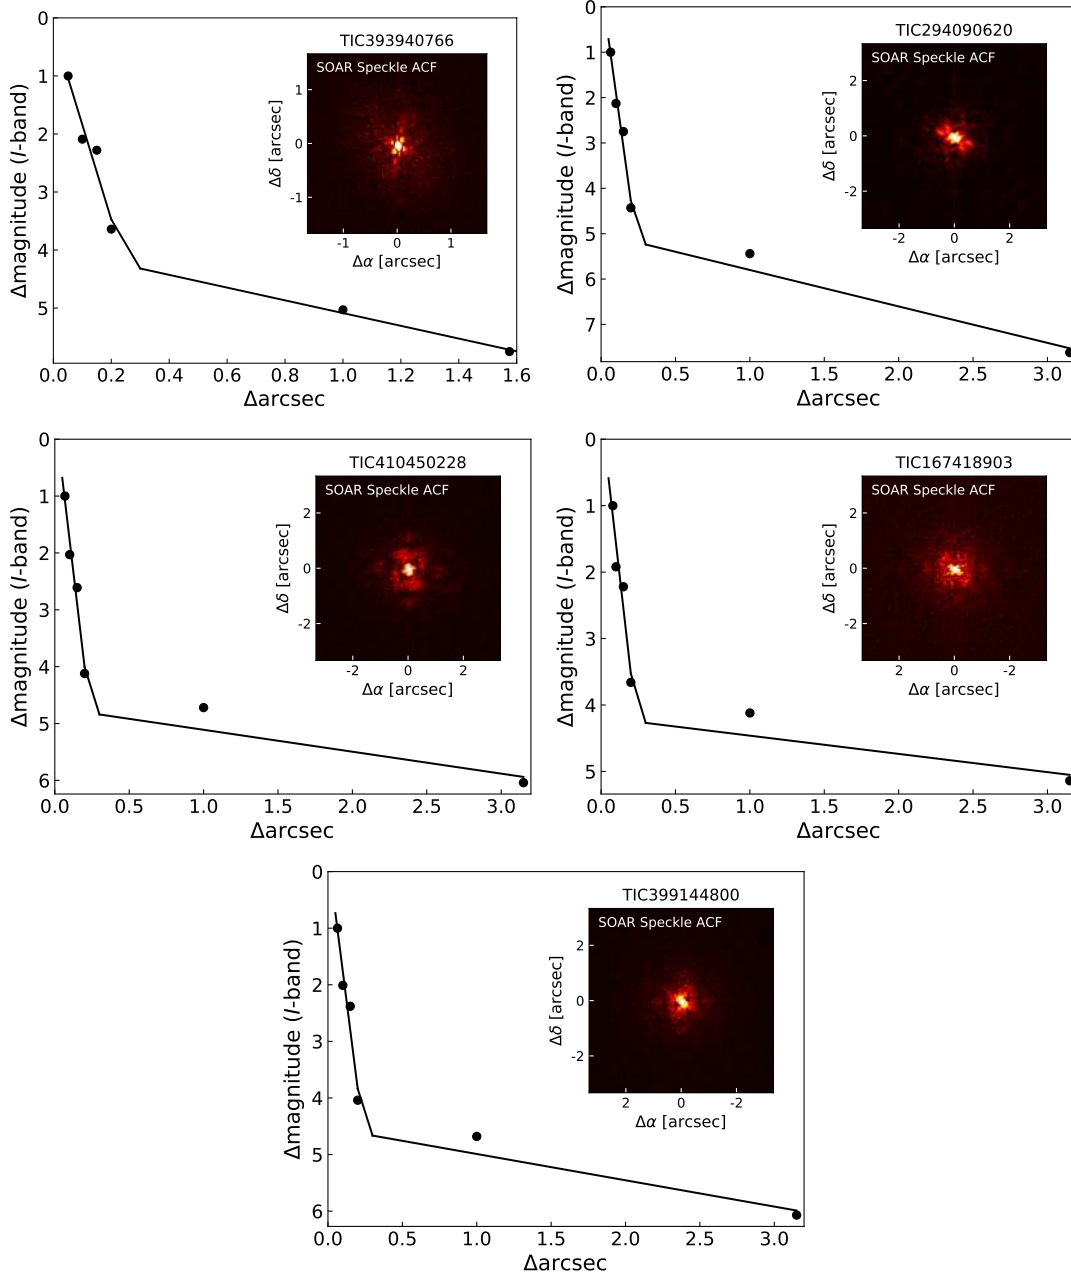 TIC393940766
SOAR Speckle ACF
Δδ [arcsec]
1
0
-1
-1 0 1
Δα [arcsec]
Δmagnitude (I-band)
0
1
2
3
4
5
0.0 0.2 0.4 0.6 0.8 1.0 1.2 1.4 1.6
Δarcsec
TIC294090620
SOAR Speckle ACF
Δδ [arcsec]
2
0
-2
-2 0 2
Δα [arcsec]
Δmagnitude (I-band)
0
1
2
3
4
5
6
7
0.0 0.5 1.0 1.5 2.0 2.5 3.0
Δarcsec
TIC410450228
SOAR Speckle ACF
Δδ [arcsec]
2
0
-2
-2 0 2
Δα [arcsec]
Δmagnitude (I-band)
0
1
2
3
4
5
6
0.0 0.5 1.0 1.5 2.0 2.5 3.0
Δarcsec
TIC167418903
SOAR Speckle ACF
Δδ [arcsec]
2
0
-2
2 0 -2
Δα [arcsec]
Δmagnitude (I-band)
0
1
2
3
4
5
0.0 0.5 1.0 1.5 2.0 2.5 3.0
Δarcsec
TIC399144800
SOAR Speckle ACF
Δδ [arcsec]
2
0
-2
2 0 -2
Δα [arcsec]
Δmagnitude (I-band)
0
1
2
3
4
5
6
0.0 0.5 1.0 1.5 2.0 2.5 3.0
Δarcsec